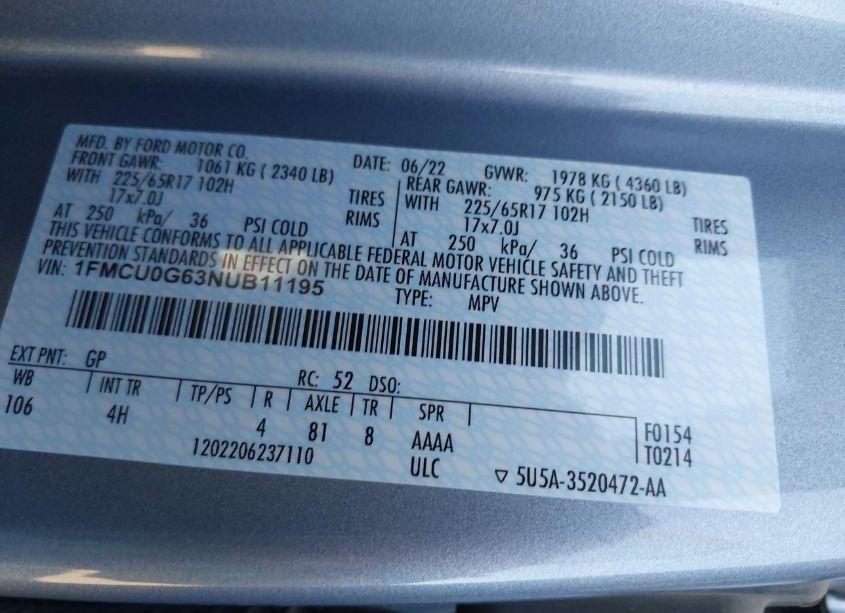 MFD. BY FORD MOTOR CO. DATE: 06/22 GVWR: 1978 KG ( 4360 LB)
FRONT GAWR: 1061 KG ( 2340 LB) REAR GAWR: 975 KG ( 2150 LB)
WITH 225/65R17 102H TIRES WITH 225/65R17 102H TIRES
17x7.0J RIMS 17x7.0J RIMS
AT 250 kPa/ 36 PSI COLD AT 250 kPa/ 36 PSI COLD
THIS VEHICLE CONFORMS TO ALL APPLICABLE FEDERAL MOTOR VEHICLE SAFETY AND THEFT
PREVENTION STANDARDS IN EFFECT ON THE DATE OF MANUFACTURE SHOWN ABOVE.
VIN: 1FMCU0G63NUB11195 TYPE: MPV
EXT PNT: GP RC: 52 DSO:
WB INT TR TP/PS R AXLE TR SPR
106 4H 4 81 8 AAAA F0154
1202206237110 ULC T0214
5U5A-3520472-AA